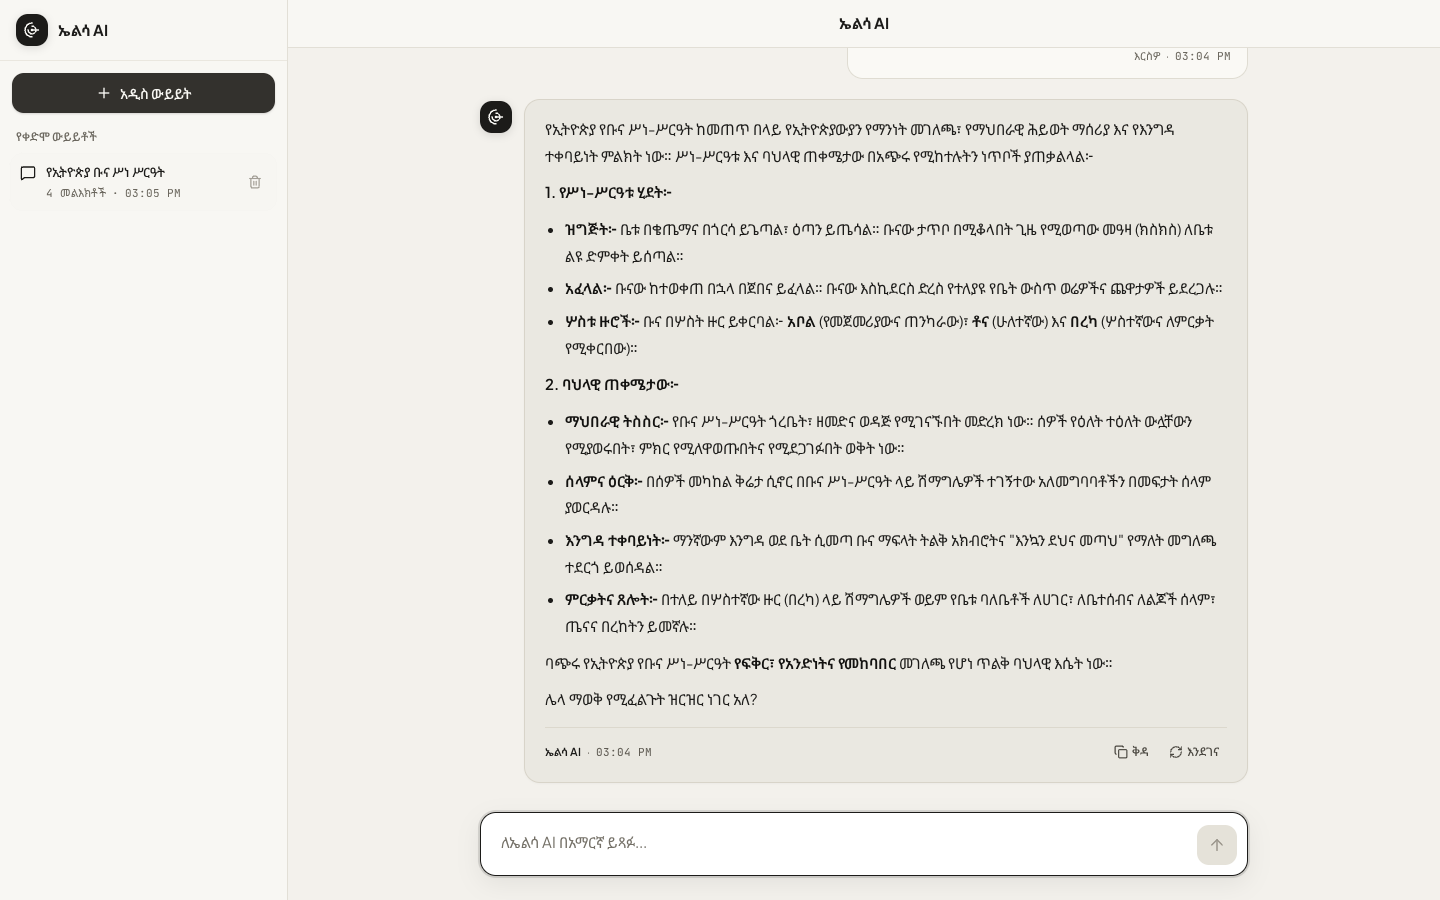 ኤልሳ AI
አዲስ ውይይት
የቀድሞ ውይይቶች
የኢትዮጵያ ቡና ሥነ ሥርዓት
4 መልእክቶች · 03:05 PM
ኤልሳ AI
እርስዎ · 03:04 PM
የኢትዮጵያ የቡና ሥነ-ሥርዓት ከመጠጥ በላይ የኢትዮጵያውያን የማንነት መገለጫ፣ የማህበራዊ ሕይወት ማሰሪያ እና የእንግዳ
ተቀባይነት ምልክት ነው። ሥነ-ሥርዓቱ እና ባህላዊ ጠቀሜታው በአጭሩ የሚከተሉትን ነጥቦች ያጠቃልላል፦
1. የሥነ-ሥርዓቱ ሂደት፦
• ዝግጅት፦ ቤቱ በቄጤማና በጎርሳ ይጌጣል፣ ዕጣን ይጤሳል። ቡናው ታጥቦ በሚቆላበት ጊዜ የሚወጣው መዓዛ (ክስክስ) ለቤቱ
ልዩ ድምቀት ይሰጣል።
• አፈላል፦ ቡናው ከተወቀጠ በኋላ በጀበና ይፈላል። ቡናው እስኪደርስ ድረስ የተለያዩ የቤት ውስጥ ወሬዎችና ጨዋታዎች ይደረጋሉ።
• ሦስቱ ዙሮች፦ ቡና በሦስት ዙር ይቀርባል፦ አቦል (የመጀመሪያውና ጠንካራው)፣ ቶና (ሁለተኛው) እና በረካ (ሦስተኛውና ለምርቃት
የሚቀርበው)።
2. ባህላዊ ጠቀሜታው፦
• ማህበራዊ ትስስር፦ የቡና ሥነ-ሥርዓት ጎረቤት፣ ዘመድና ወዳጅ የሚገናኙበት መድረክ ነው። ሰዎች የዕለት ተዕለት ውሏቸውን
የሚያወሩበት፣ ምክር የሚለዋወጡበትና የሚደጋገፉበት ወቅት ነው።
• ሰላምና ዕርቅ፦ በሰዎች መካከል ቅሬታ ሲኖር በቡና ሥነ-ሥርዓት ላይ ሽማግሌዎች ተገኝተው አለመግባባቶችን በመፍታት ሰላም
ያወርዳሉ።
• እንግዳ ተቀባይነት፦ ማንኛውም እንግዳ ወደ ቤት ሲመጣ ቡና ማፍላት ትልቅ አክብሮትና "እንኳን ደህና መጣህ" የማለት መግለጫ
ተደርጎ ይወሰዳል።
• ምርቃትና ጸሎት፦ በተለይ በሦስተኛው ዙር (በረካ) ላይ ሽማግሌዎች ወይም የቤቱ ባለቤቶች ለሀገር፣ ለቤተሰብና ለልጆች ሰላም፣
ጤናና በረከትን ይመኛሉ።
ባጭሩ የኢትዮጵያ የቡና ሥነ-ሥርዓት የፍቅር፣ የአንድነትና የመከባበር መገለጫ የሆነ ጥልቅ ባህላዊ እሴት ነው።
ሌላ ማወቅ የሚፈልጉት ዝርዝር ነገር አለ?
ኤልሳ AI · 03:04 PM
ቅዳ
እንደገና
ለኤልሳ AI በአማርኛ ይጻፉ...